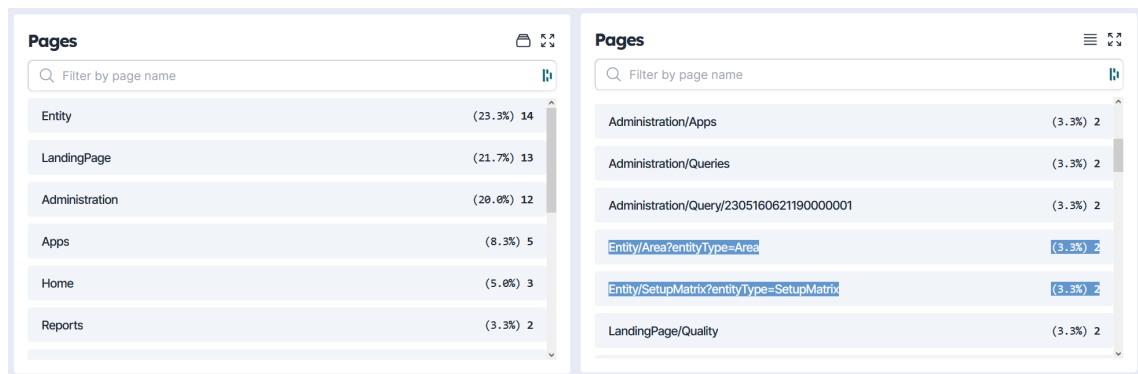 Pages
Filter by page name
Entity (23.3%) 14
LandingPage (21.7%) 13
Administration (20.0%) 12
Apps (8.3%) 5
Home (5.0%) 3
Reports (3.3%) 2
Pages
Filter by page name
Administration/Apps (3.3%) 2
Administration/Queries (3.3%) 2
Administration/Query/2305160621190000001 (3.3%) 2
Entity/Area?entityType=Area (3.3%) 2
Entity/SetupMatrix?entityType=SetupMatrix (3.3%) 2
LandingPage/Quality (3.3%) 2